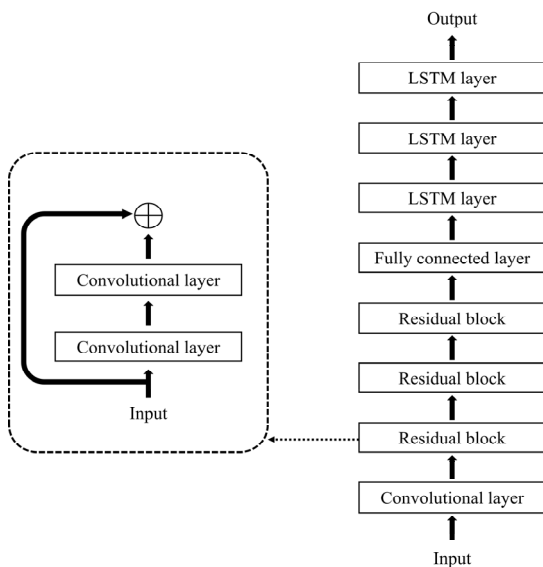 Output
LSTM layer
LSTM layer
LSTM layer
Fully connected layer
Residual block
Residual block
Residual block
Convolutional layer
Input
Convolutional layer
Convolutional layer
Input